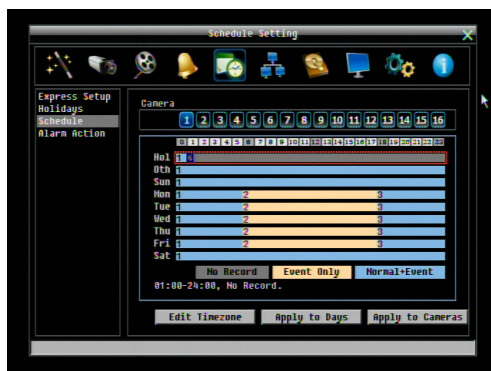 Schedule Setting
X
Express Setup
Holidays
Schedule
Alarm Action
Camera
1 2 3 4 5 6 7 8 9 10 11 12 13 14 15 16
0 1 2 3 4 5 6 7 8 9 10 11 12 13 14 15 16 17 18 19 20 21 22 23
Hol 1 6
Oth 1
Sun 1
Mon 1 2 3
Tue 1 2 3
Wed 1 2 3
Thu 1 2 3
Fri 1 2 3
Sat 1
No Record Event Only Normal+Event
01:00-24:00, No Record.
Edit Timezone Apply to Days Apply to Cameras